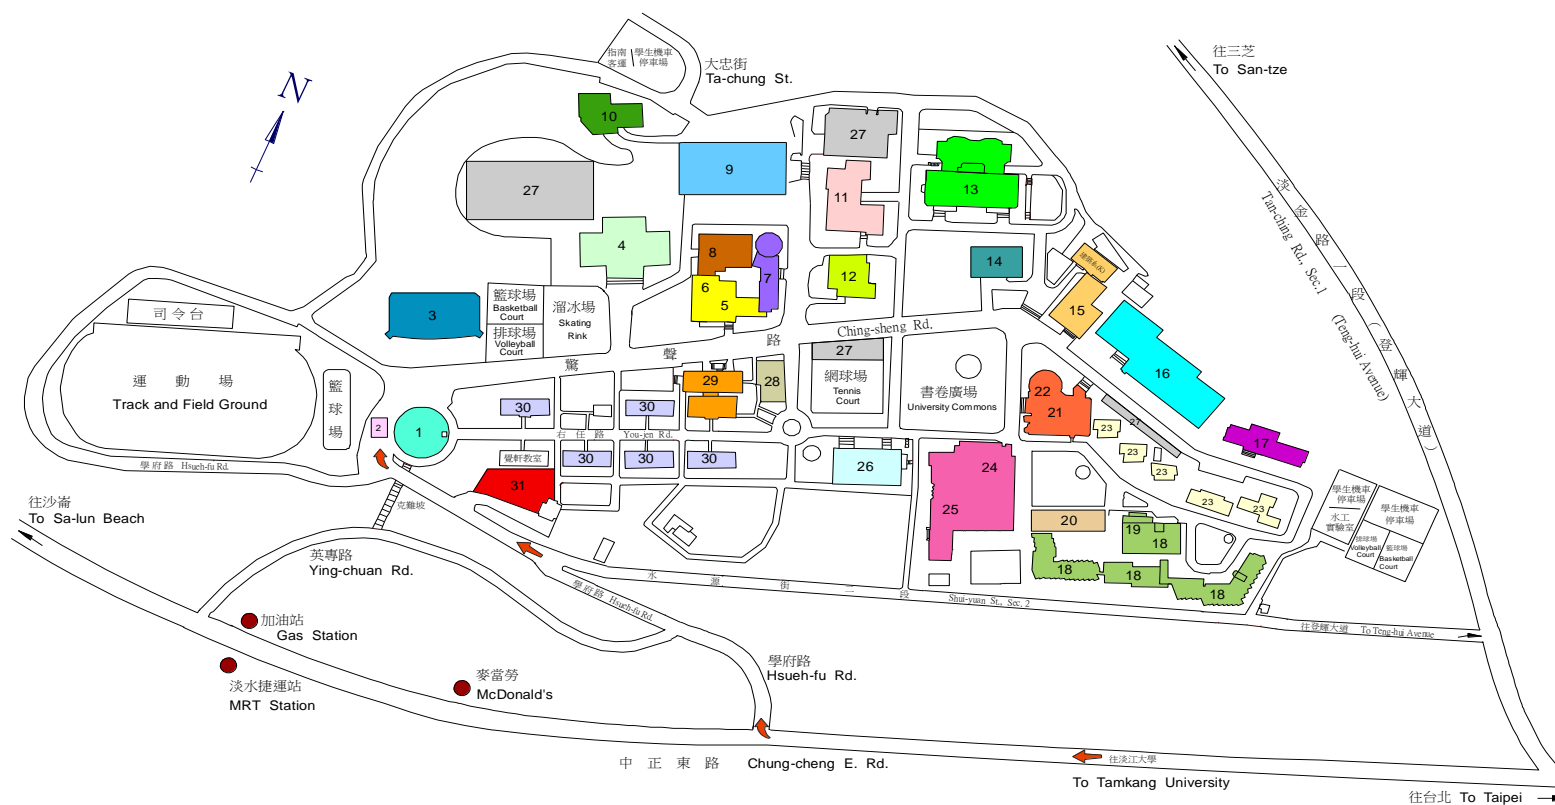 N
指南
客運
學生機車
停車場
大忠街
Ta-chung St.
往三芝
To San-tze
10
27
9
27
11
13
4
8
7
6
5
12
14
建築系(K)
15
淡金路一段(登輝大道)
Tan-ching Rd., Sec.1
(Teng-hui Avenue)
司令台
3
籃球場
Basketball
Court
排球場
Volleyball
Court
溜冰場
Skating
Rink
驚聲路
Ching-sheng Rd.
16
運動場
Track and Field Ground
籃球場
2
1
30
30
29
28
27
網球場
Tennis
Court
書卷廣場
University Commons
22
21
27
17
右任路 You-jen Rd.
覺軒教室
30
30
30
31
26
24
25
23
23
23
23
23
20
19
18
18
18
18
學生機車
停車場
水工
實驗室
學生機車
停車場
排球場
Volleyball
Court
籃球場
Basketball
Court
學府路 Hsueh-fu Rd.
克難坡
往沙崙
To Sa-lun Beach
英專路
Ying-chuan Rd.
學府路 Hsueh-fu Rd.
水源街二段 Shui-yuan St., Sec. 2
往登輝大道 To Teng-hui Avenue
加油站
Gas Station
淡水捷運站
MRT Station
麥當勞
McDonald's
學府路
Hsueh-fu Rd.
中正東路 Chung-cheng E. Rd.
往淡江大學
To Tamkang University
往台北 To Taipei